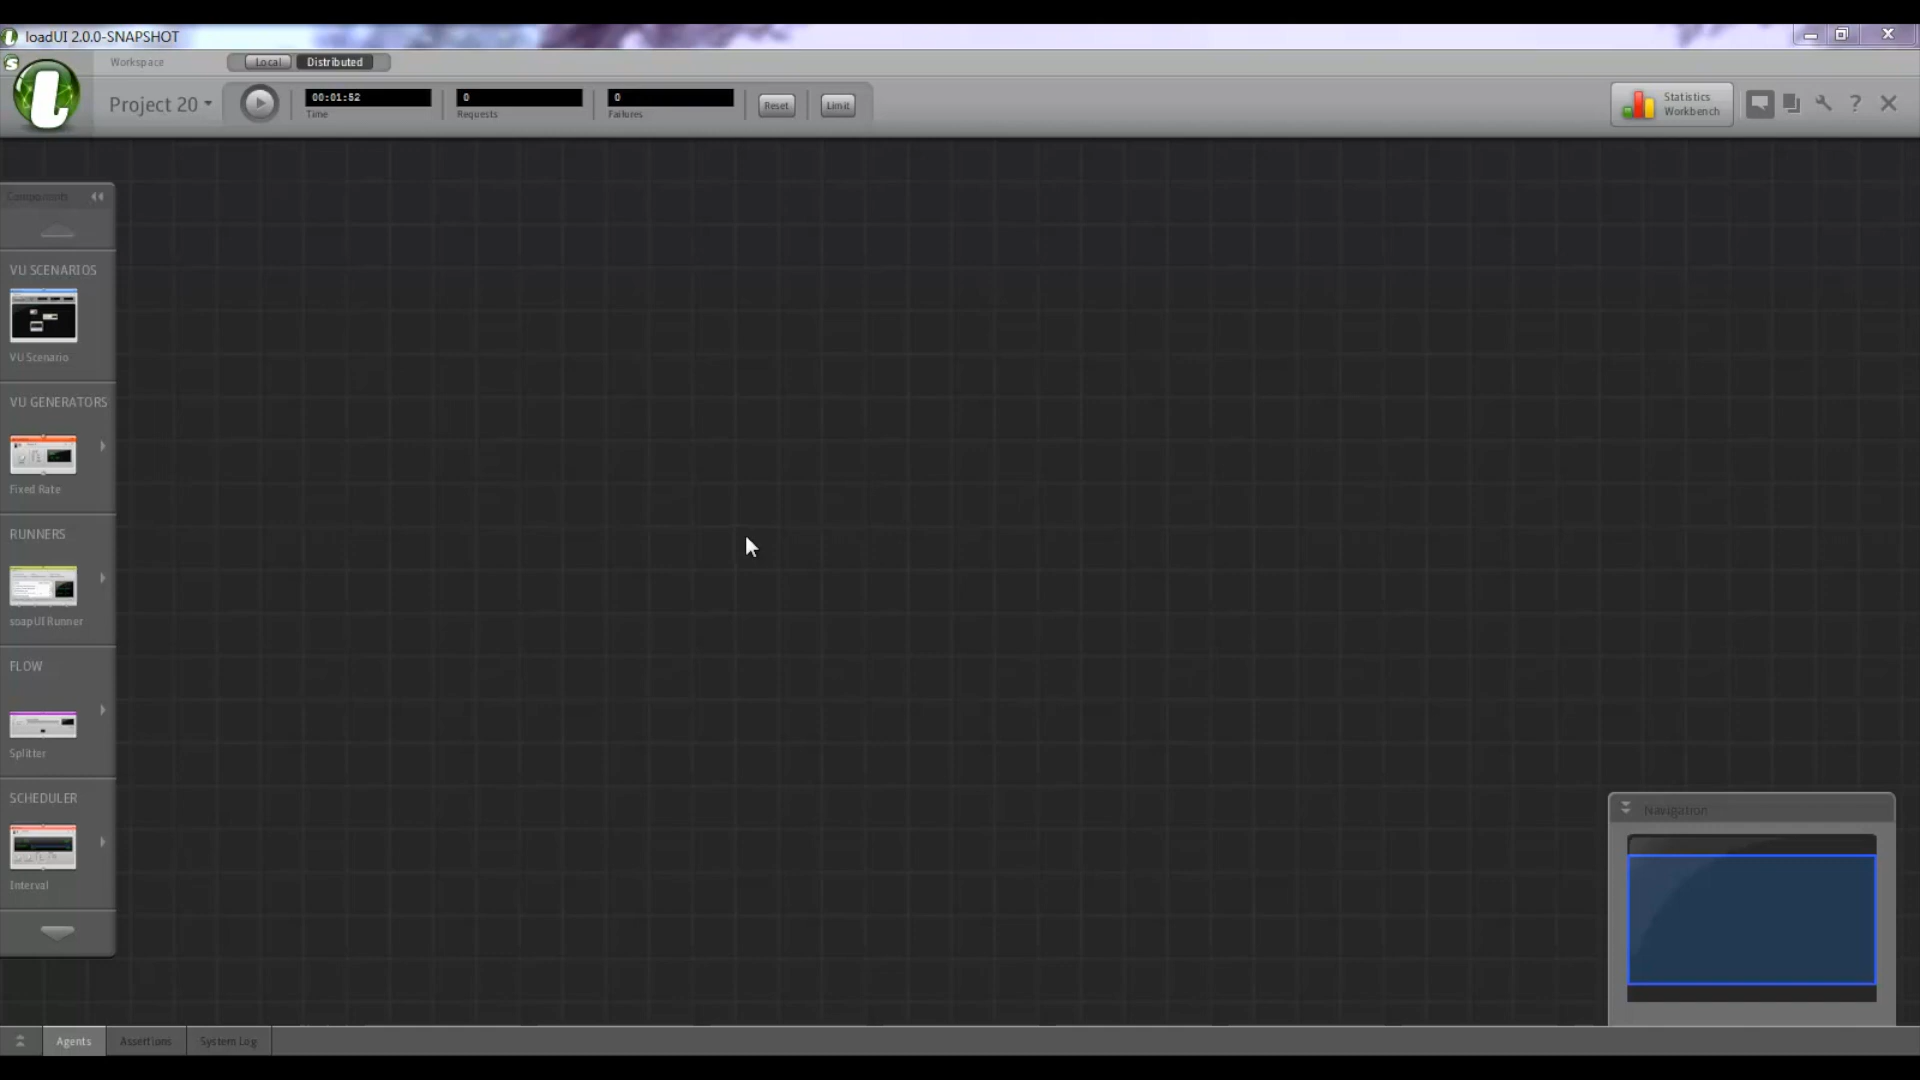 loadUI 2.0.0-SNAPSHOT
Workspace
Local
Distributed
Project 20
00:01:52
Time
0
Requests
0
Failures
Reset
Limit
Statistics
Workbench
?
Components
VU SCENARIOS
VU Scenario
VU GENERATORS
Fixed Rate
RUNNERS
soapUI Runner
FLOW
Splitter
SCHEDULER
Interval
Navigation
Agents
Assertions
System Log